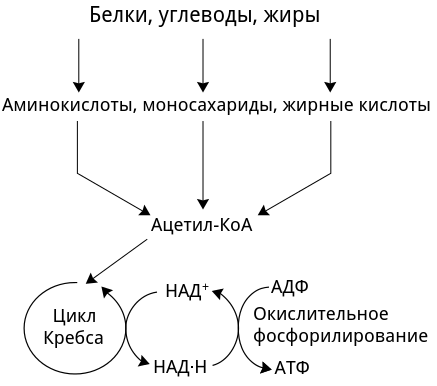 Белки, углеводы, жиры
Аминокислоты, моносахариды, жирные кислоты
Ацетил-КоА
Цикл
Кребса
НАД⁺
НАД·Н
АДФ
Окислительное
фосфорилирование
АТФ